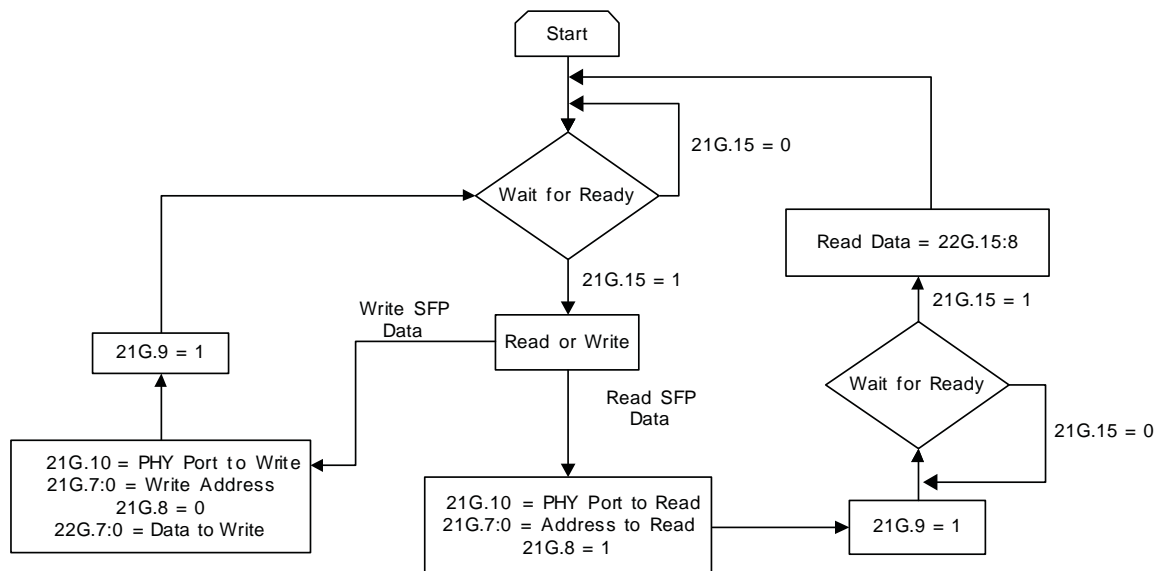 Start
21G.15 = 0
Wait for Ready
Read Data = 22G.15:8
21G.15 = 1
21G.15 = 1
Write SFP
Data
21G.9 = 1
Read or Write
Wait for Ready
Read SFP
Data
21G.15 = 0
21G.10 = PHY Port to Write
21G.7:0 = Write Address
21G.8 = 0
22G.7:0 = Data to Write
21G.10 = PHY Port to Read
21G.7:0 = Address to Read
21G.8 = 1
21G.9 = 1